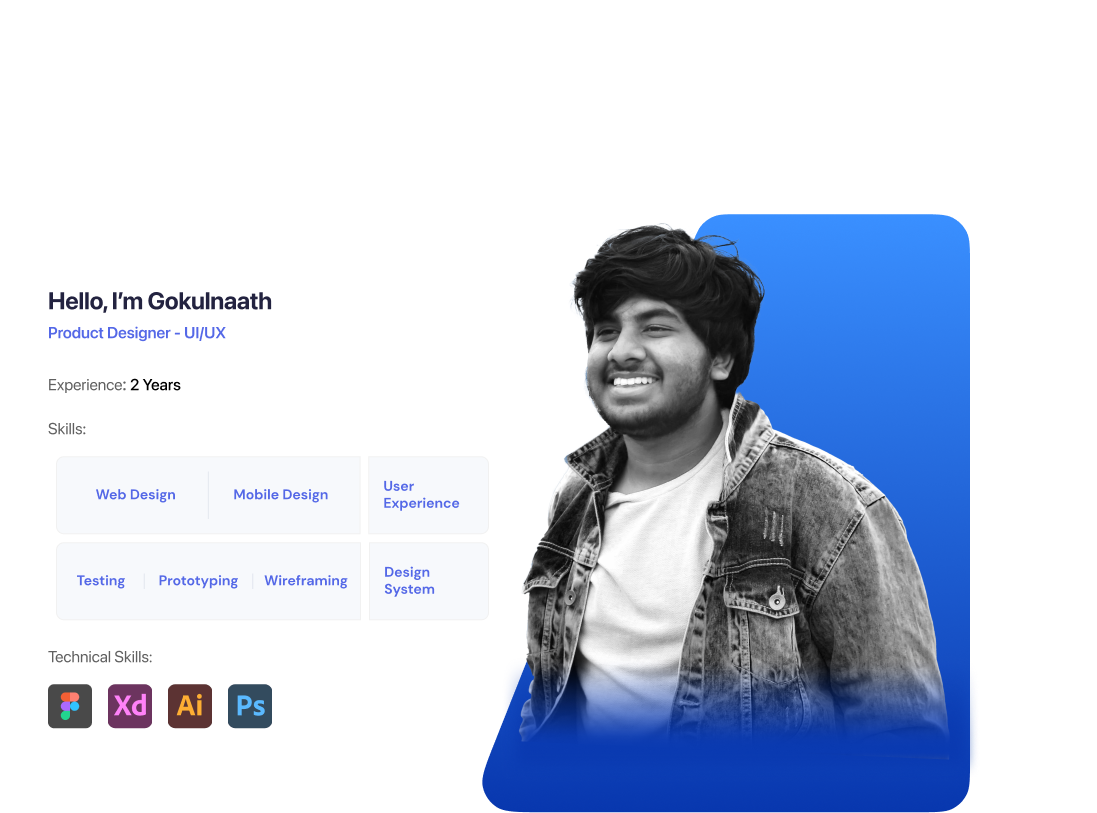 Hello, I'm Gokulnaath
Product Designer - UI/UX
Experience: 2 Years
Skills:
Web Design
Mobile Design
User
Experience
Testing
Prototyping
Wireframing
Design
System
Technical Skills:
Xd
Ai
Ps